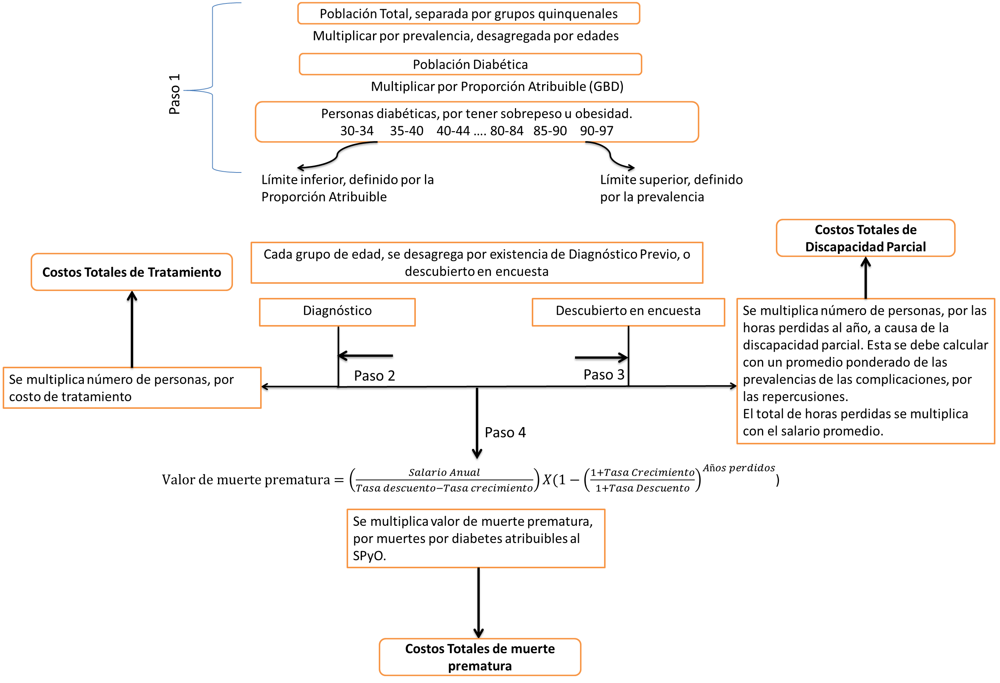 Paso 1
Población Total, separada por grupos quinquenales
Multiplicar por prevalencia, desagregada por edades
Población Diabética
Multiplicar por Proporción Atribuible (GBD)
Personas diabéticas, por tener sobrepeso u obesidad.
30-34 35-40 40-44 .... 80-84 85-90 90-97
Límite inferior, definido por la
Proporción Atribuible
Límite superior, definido
por la prevalencia
Costos Totales de
Discapacidad Parcial
Cada grupo de edad, se desagrega por existencia de Diagnóstico Previo, o
descubierto en encuesta
Costos Totales de Tratamiento
Diagnóstico
Descubierto en encuesta
Se multiplica número de personas, por las
horas perdidas al año, a causa de la
discapacidad parcial. Esta se debe calcular
con un promedio ponderado de las
prevalencias de las complicaciones, por
las repercusiones.
El total de horas perdidas se multiplica
con el salario promedio.
Paso 2
Paso 3
Se multiplica número de personas, por
costo de tratamiento
Paso 4
Valor de muerte prematura = (Salario Anual / Tasa descuento−Tasa crecimiento) X(1 − (1+Tasa Crecimiento / 1+Tasa Descuento)^Años perdidos)
Se multiplica valor de muerte prematura,
por muertes por diabetes atribuibles al
SPyO.
Costos Totales de muerte
prematura